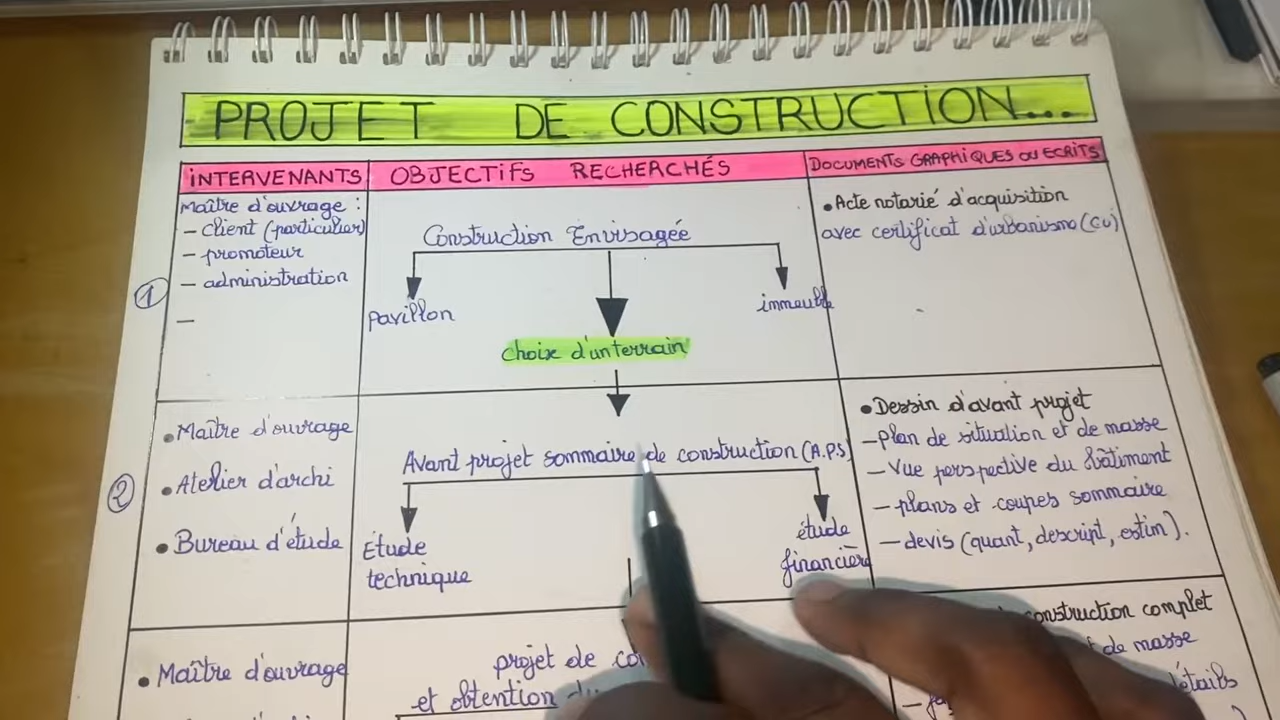 PROJET DE CONSTRUCTION...
INTERVENANTS
OBJECTIFS RECHERCHÉS
DOCUMENTS GRAPHIQUES OU ECRITS
1
Maître d'ouvrage :
- client (particulier)
- promoteur
- administration
-
Construction Envisagée
pavillon
immeuble
choix d'un terrain
• Acte notarié d'acquisition
avec certificat d'urbanisme (CU)
2
• Maître d'ouvrage
• Atelier d'archi
• Bureau d'étude
Avant projet sommaire de construction (A.P.S
Etude
technique
étude
financière
• Dessin d'avant projet
- plan de situation et de masse
- Vue perspective du bâtiment
- plans et coupes sommaire
- devis (quant, descript, estim).
• Maître d'ouvrage
projet de
et obtention
construction complet
de masse
détails